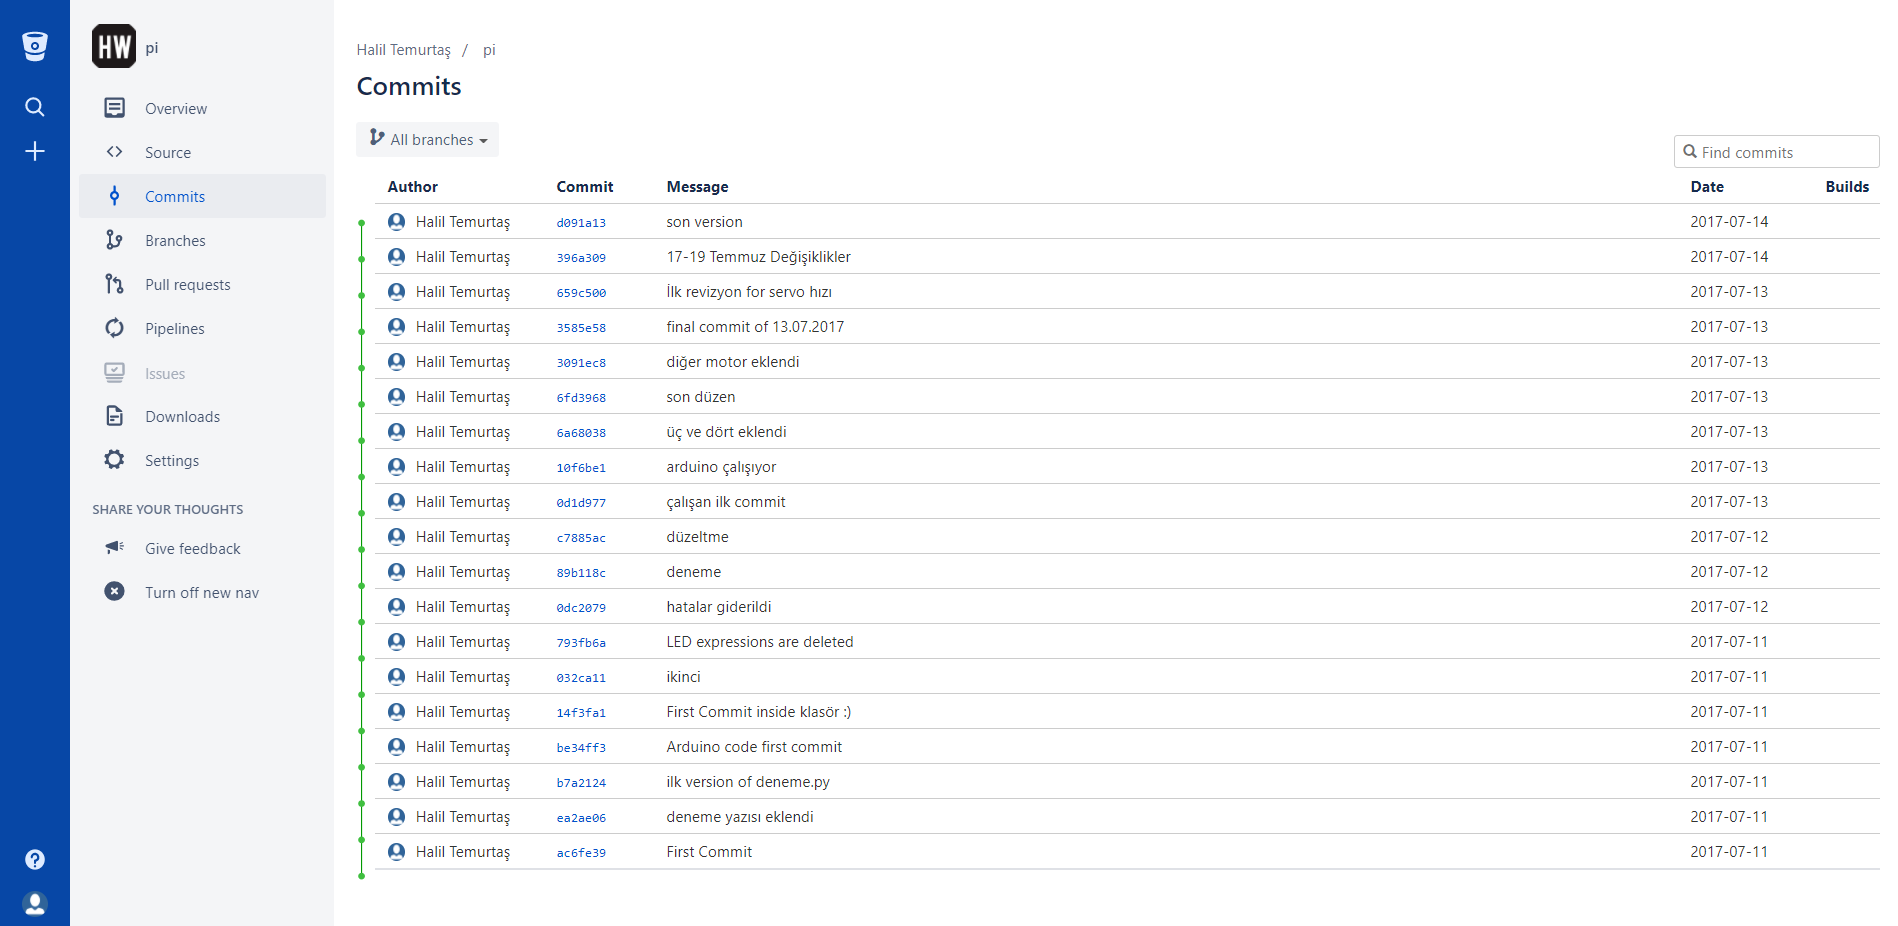 HW pi
Overview
Source
Commits
Branches
Pull requests
Pipelines
Issues
Downloads
Settings
SHARE YOUR THOUGHTS
Give feedback
Turn off new nav
Halil Temurtaş / pi
Commits
All branches
Find commits
Author Commit Message Date Builds
Halil Temurtaş d091a13 son version 2017-07-14
Halil Temurtaş 396a309 17-19 Temmuz Değişiklikler 2017-07-14
Halil Temurtaş 659c500 İlk revizyon for servo hızı 2017-07-13
Halil Temurtaş 3585e58 final commit of 13.07.2017 2017-07-13
Halil Temurtaş 3091ec8 diğer motor eklendi 2017-07-13
Halil Temurtaş 6fd3968 son düzen 2017-07-13
Halil Temurtaş 6a68038 üç ve dört eklendi 2017-07-13
Halil Temurtaş 10f6be1 arduino çalışıyor 2017-07-13
Halil Temurtaş 0d1d977 çalışan ilk commit 2017-07-13
Halil Temurtaş c7885ac düzeltme 2017-07-12
Halil Temurtaş 89b118c deneme 2017-07-12
Halil Temurtaş 0dc2079 hatalar giderildi 2017-07-12
Halil Temurtaş 793fb6a LED expressions are deleted 2017-07-11
Halil Temurtaş 032ca11 ikinci 2017-07-11
Halil Temurtaş 14f3fa1 First Commit inside klasör :) 2017-07-11
Halil Temurtaş be34ff3 Arduino code first commit 2017-07-11
Halil Temurtaş b7a2124 ilk version of deneme.py 2017-07-11
Halil Temurtaş ea2ae06 deneme yazısı eklendi 2017-07-11
Halil Temurtaş ac6fe39 First Commit 2017-07-11